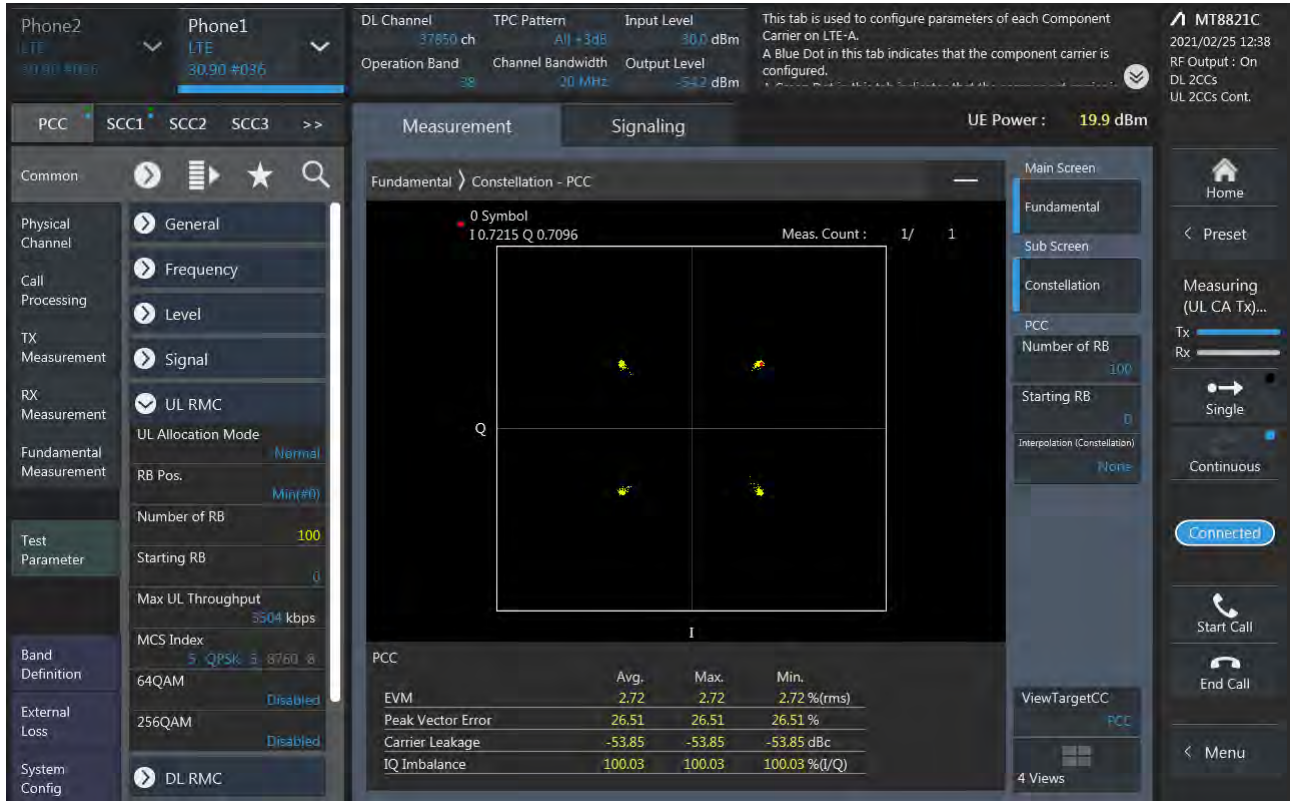 Phone2
LTE
30.90 #036
Phone1
LTE
30.90 #036
DL Channel
37850 ch
Operation Band
38
TPC Pattern
All +3dB
Channel Bandwidth
20 MHz
Input Level
30.0 dBm
Output Level
-54.2 dBm
This tab is used to configure parameters of each Component
Carrier on LTE-A.
A Blue Dot in this tab indicates that the component carrier is
configured.
MT8821C
2021/02/25 12:38
RF Output : On
DL 2CCs
UL 2CCs Cont.
PCC SCC1 SCC2 SCC3 >>
Measurement
Signaling
UE Power : 19.9 dBm
Common
Physical
Channel
Call
Processing
TX
Measurement
RX
Measurement
Fundamental
Measurement
Test
Parameter
Band
Definition
External
Loss
System
Config
General
Frequency
Level
Signal
UL RMC
UL Allocation Mode
Normal
RB Pos.
Min(#0)
Number of RB
100
Starting RB
0
Max UL Throughput
3504 kbps
MCS Index
5 QPSK 5 8760 8
64QAM
Disabled
256QAM
Disabled
DL RMC
Fundamental > Constellation - PCC
0 Symbol
I 0.7215 Q 0.7096
Meas. Count : 1/ 1
Q
I
PCC
Avg. Max. Min.
EVM 2.72 2.72 2.72 %(rms)
Peak Vector Error 26.51 26.51 26.51 %
Carrier Leakage -53.85 -53.85 -53.85 dBc
IQ Imbalance 100.03 100.03 100.03 %(I/Q)
Main Screen
Fundamental
Sub Screen
Constellation
PCC
Number of RB
100
Starting RB
0
Interpolation (Constellation)
None
ViewTargetCC
PCC
4 Views
Home
< Preset
Measuring
(UL CA Tx)...
Tx
Rx
Single
Continuous
Connected
Start Call
End Call
< Menu